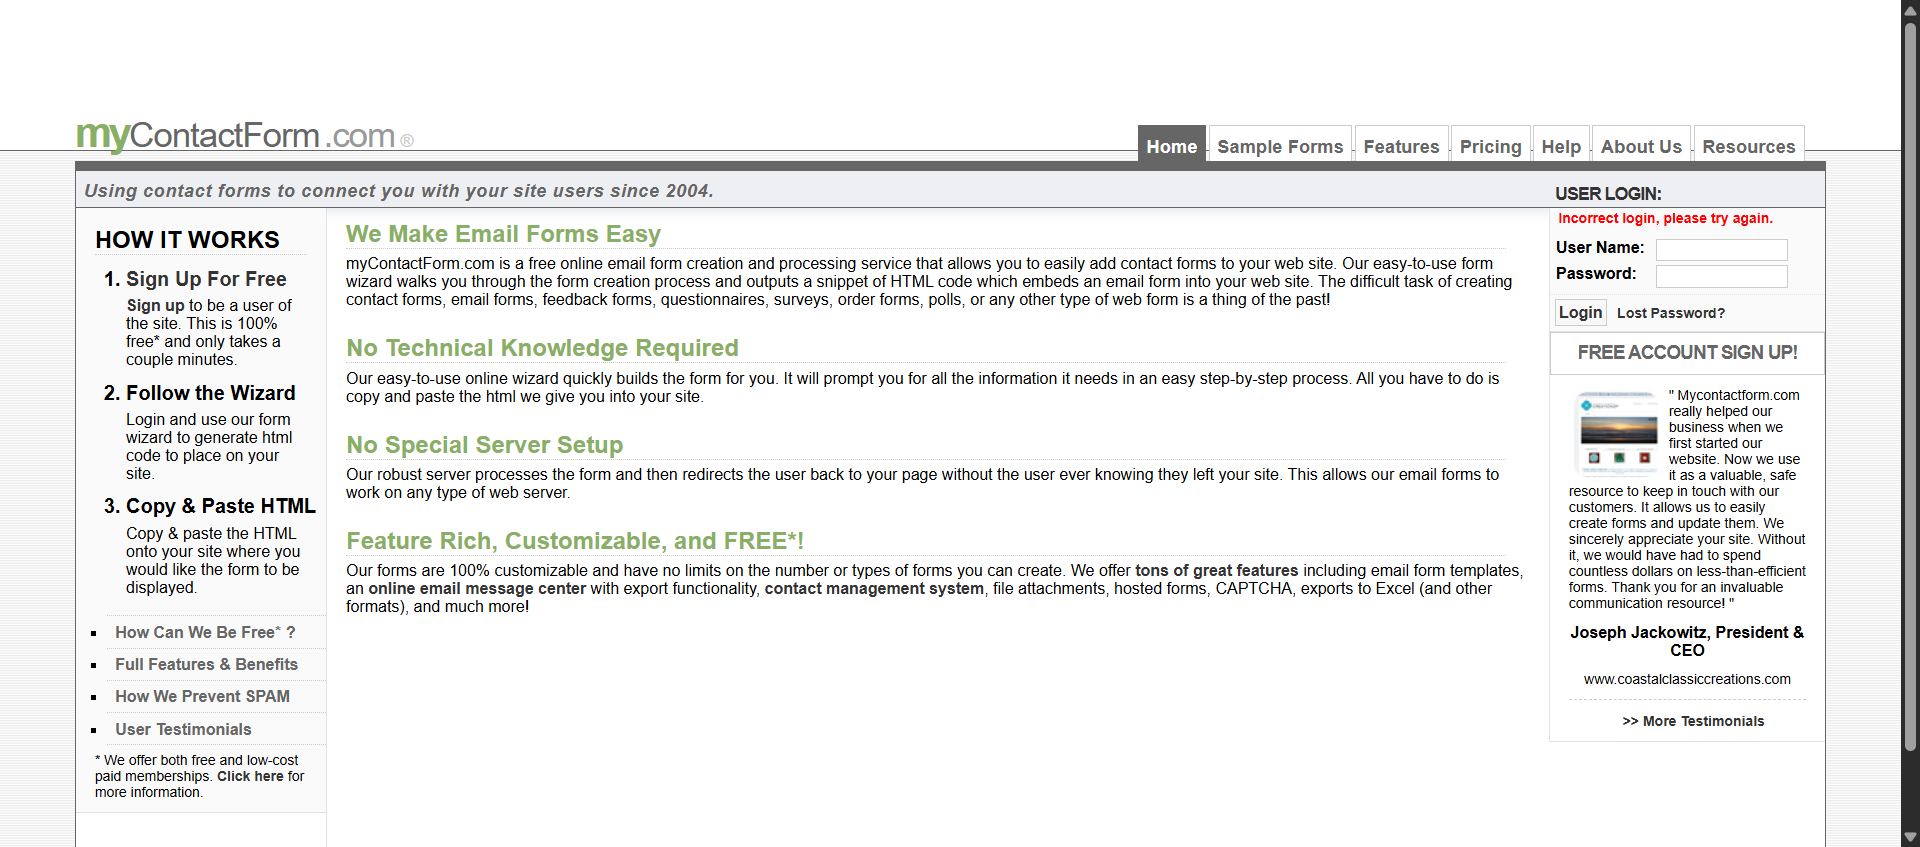 myContactForm.com®
Home
Sample Forms
Features
Pricing
Help
About Us
Resources
Using contact forms to connect you with your site users since 2004.
HOW IT WORKS
1. Sign Up For Free
Sign up to be a user of
the site. This is 100%
free* and only takes a
couple minutes.
2. Follow the Wizard
Login and use our form
wizard to generate html
code to place on your
site.
3. Copy & Paste HTML
Copy & paste the HTML
onto your site where you
would like the form to be
displayed.
How Can We Be Free* ?
Full Features & Benefits
How We Prevent SPAM
User Testimonials
* We offer both free and low-cost
paid memberships. Click here for
more information.
We Make Email Forms Easy
myContactForm.com is a free online email form creation and processing service that allows you to easily add contact forms to your web site. Our easy-to-use form
wizard walks you through the form creation process and outputs a snippet of HTML code which embeds an email form into your web site. The difficult task of creating
contact forms, email forms, feedback forms, questionnaires, surveys, order forms, polls, or any other type of web form is a thing of the past!
No Technical Knowledge Required
Our easy-to-use online wizard quickly builds the form for you. It will prompt you for all the information it needs in an easy step-by-step process. All you have to do is
copy and paste the html we give you into your site.
No Special Server Setup
Our robust server processes the form and then redirects the user back to your page without the user ever knowing they left your site. This allows our email forms to
work on any type of web server.
Feature Rich, Customizable, and FREE*!
Our forms are 100% customizable and have no limits on the number or types of forms you can create. We offer tons of great features including email form templates,
an online email message center with export functionality, contact management system, file attachments, hosted forms, CAPTCHA, exports to Excel (and other
formats), and much more!
USER LOGIN:
Incorrect login, please try again.
User Name:
Password:
Login
Lost Password?
FREE ACCOUNT SIGN UP!
" Mycontactform.com
really helped our
business when we
first started our
website. Now we use
it as a valuable, safe
resource to keep in touch with our
customers. It allows us to easily
create forms and update them. We
sincerely appreciate your site. Without
it, we would have had to spend
countless dollars on less-than-efficient
forms. Thank you for an invaluable
communication resource! "
Joseph Jackowitz, President &
CEO
www.coastalclassiccreations.com
>> More Testimonials